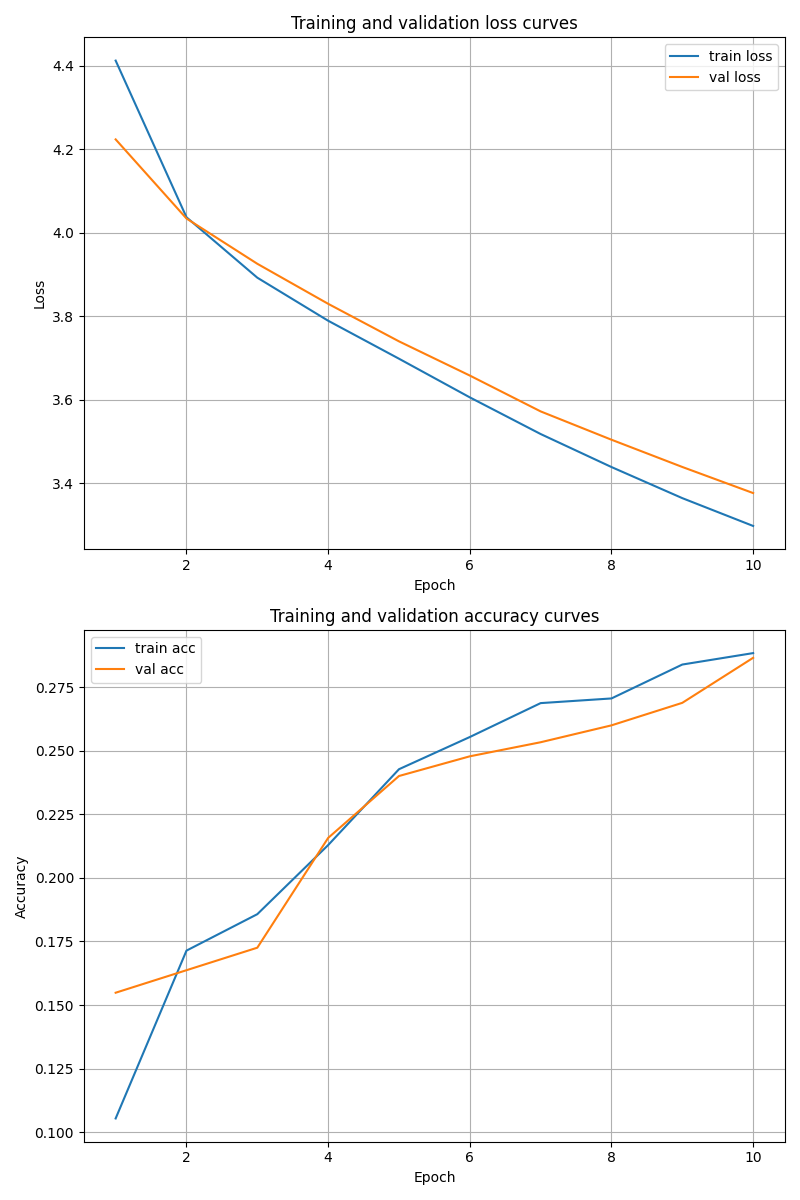 Training and validation loss curves
train loss
val loss
4.4
4.2
4.0
3.8
3.6
3.4
Loss
2 4 6 8 10
Epoch
Training and validation accuracy curves
train acc
val acc
0.275
0.250
0.225
0.200
0.175
0.150
0.125
0.100
Accuracy
2 4 6 8 10
Epoch